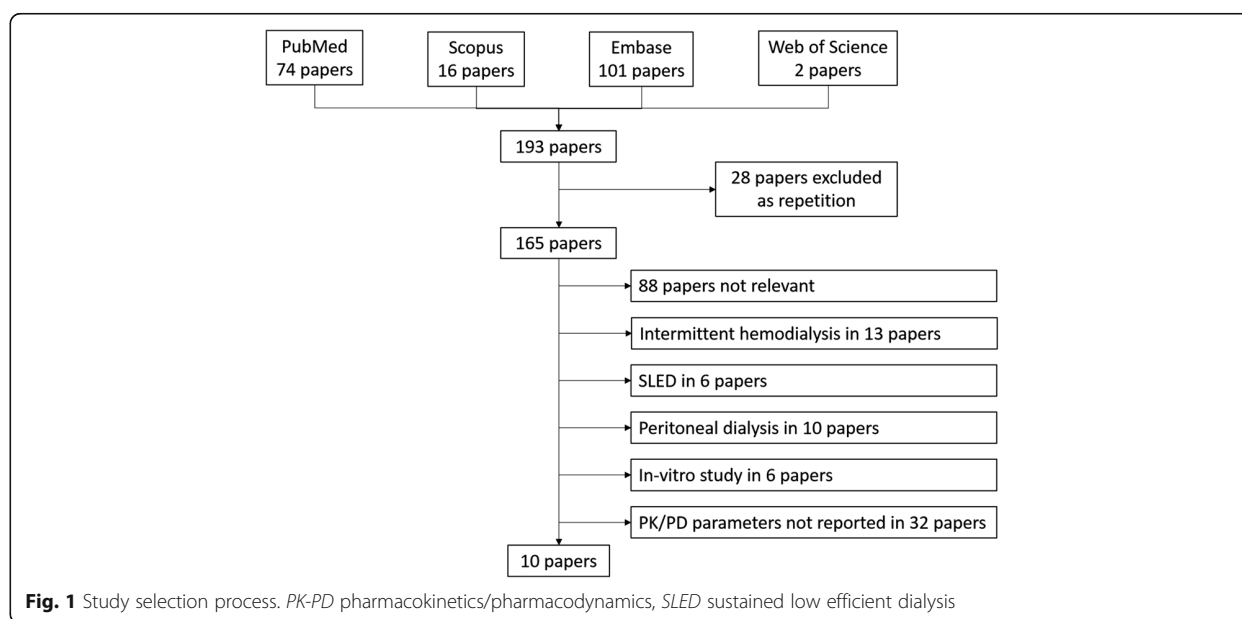 PubMed
74 papers
Scopus
16 papers
Embase
101 papers
Web of Science
2 papers
193 papers
28 papers excluded
as repetition
165 papers
88 papers not relevant
Intermittent hemodialysis in 13 papers
SLED in 6 papers
Peritoneal dialysis in 10 papers
In-vitro study in 6 papers
PK/PD parameters not reported in 32 papers
10 papers
Fig. 1 Study selection process. PK-PD pharmacokinetics/pharmacodynamics, SLED sustained low efficient dialysis